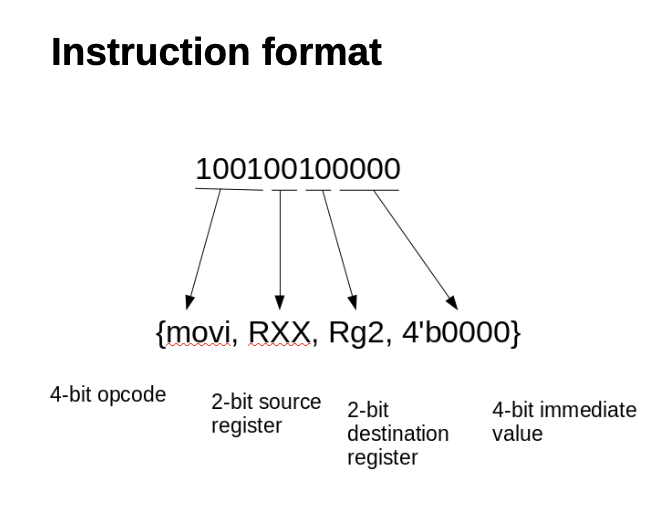 Instruction format
100100100000
{movi, RXX, Rg2, 4'b0000}
4-bit opcode
2-bit source
register
2-bit
destination
register
4-bit immediate
value